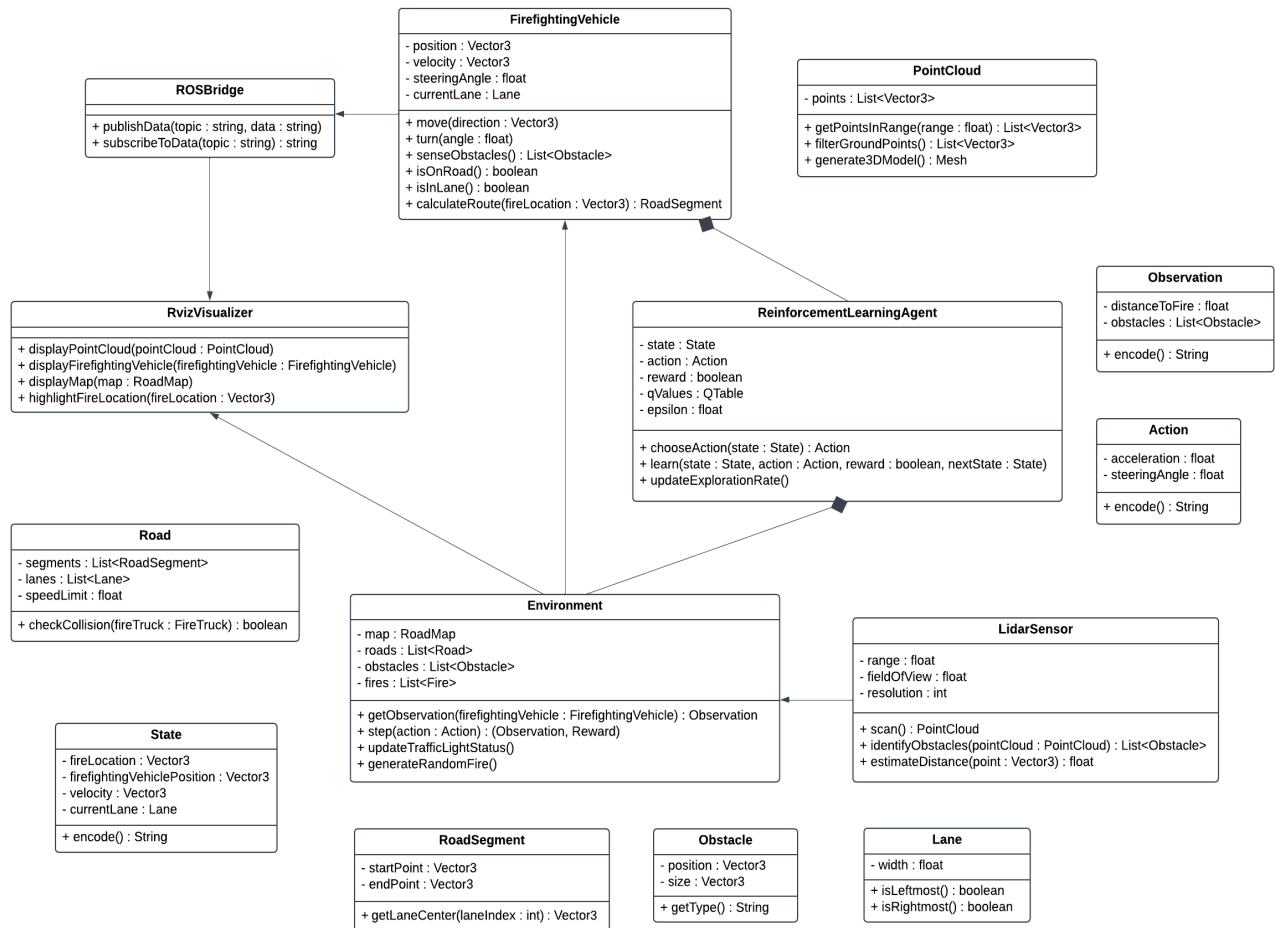 FirefightingVehicle
- position : Vector3
- velocity : Vector3
- steeringAngle : float
- currentLane : Lane
+ move(direction : Vector3)
+ turn(angle : float)
+ senseObstacles() : List<Obstacle>
+ isOnRoad() : boolean
+ isInLane() : boolean
+ calculateRoute(fireLocation : Vector3) : RoadSegment
ROSBridge
+ publishData(topic : string, data : string)
+ subscribeToData(topic : string) : string
PointCloud
- points : List<Vector3>
+ getPointsInRange(range : float) : List<Vector3>
+ filterGroundPoints() : List<Vector3>
+ generate3DModel() : Mesh
Observation
- distanceToFire : float
- obstacles : List<Obstacle>
+ encode() : String
RvizVisualizer
+ displayPointCloud(pointCloud : PointCloud)
+ displayFirefightingVehicle(firefightingVehicle : FirefightingVehicle)
+ displayMap(map : RoadMap)
+ highlightFireLocation(fireLocation : Vector3)
ReinforcementLearningAgent
- state : State
- action : Action
- reward : boolean
- qValues : QTable
- epsilon : float
+ chooseAction(state : State) : Action
+ learn(state : State, action : Action, reward : boolean, nextState : State)
+ updateExplorationRate()
Action
- acceleration : float
- steeringAngle : float
+ encode() : String
Road
- segments : List<RoadSegment>
- lanes : List<Lane>
- speedLimit : float
+ checkCollision(fireTruck : FireTruck) : boolean
Environment
- map : RoadMap
- roads : List<Road>
- obstacles : List<Obstacle>
- fires : List<Fire>
+ getObservation(firefightingVehicle : FirefightingVehicle) : Observation
+ step(action : Action) : (Observation, Reward)
+ updateTrafficLightStatus()
+ generateRandomFire()
LidarSensor
- range : float
- fieldOfView : float
- resolution : int
+ scan() : PointCloud
+ identifyObstacles(pointCloud : PointCloud) : List<Obstacle>
+ estimateDistance(point : Vector3) : float
State
- fireLocation : Vector3
- firefightingVehiclePosition : Vector3
- velocity : Vector3
- currentLane : Lane
+ encode() : String
RoadSegment
- startPoint : Vector3
- endPoint : Vector3
+ getLaneCenter(laneIndex : int) : Vector3
Obstacle
- position : Vector3
- size : Vector3
+ getType() : String
Lane
- width : float
+ isLeftmost() : boolean
+ isRightmost() : boolean